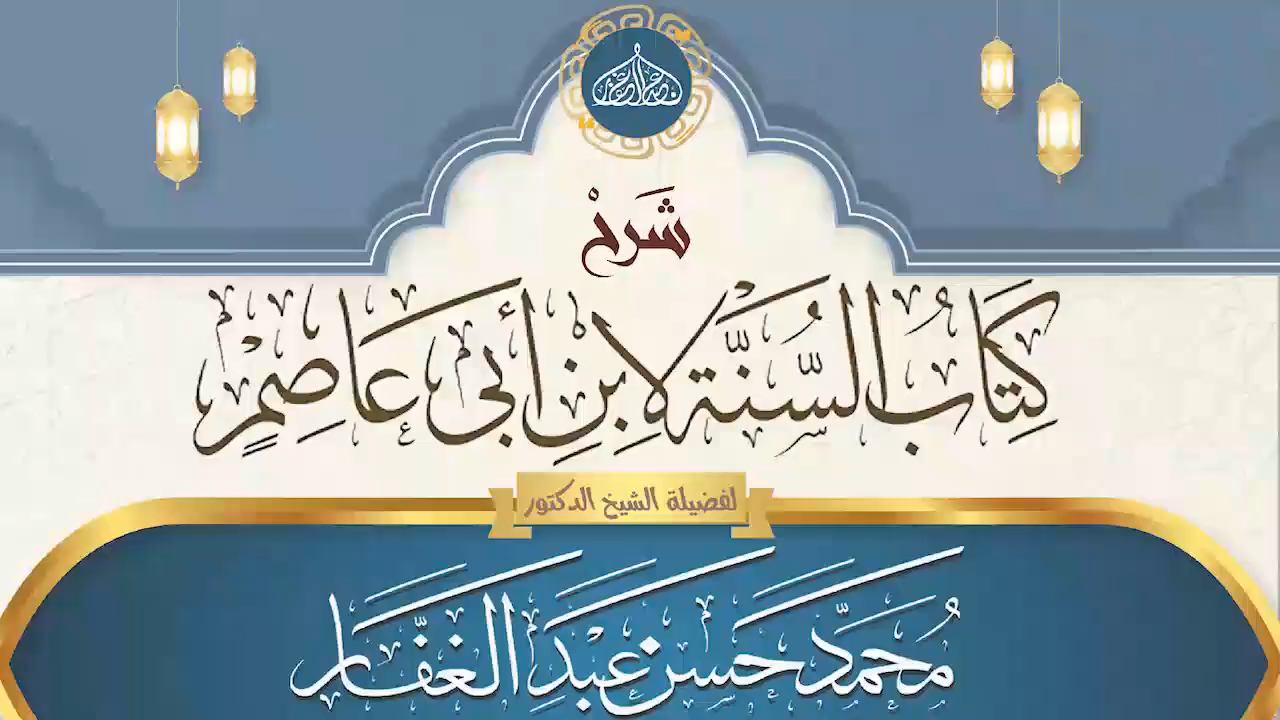 شَرْحُ
كِتَابُ السُّنَّة لِابْنِ أَبِي عَاصِمٍ
لفضيلة الشيخ الدكتور
مُحَمَّد حَسَن عَبْدِ الغَفَّار